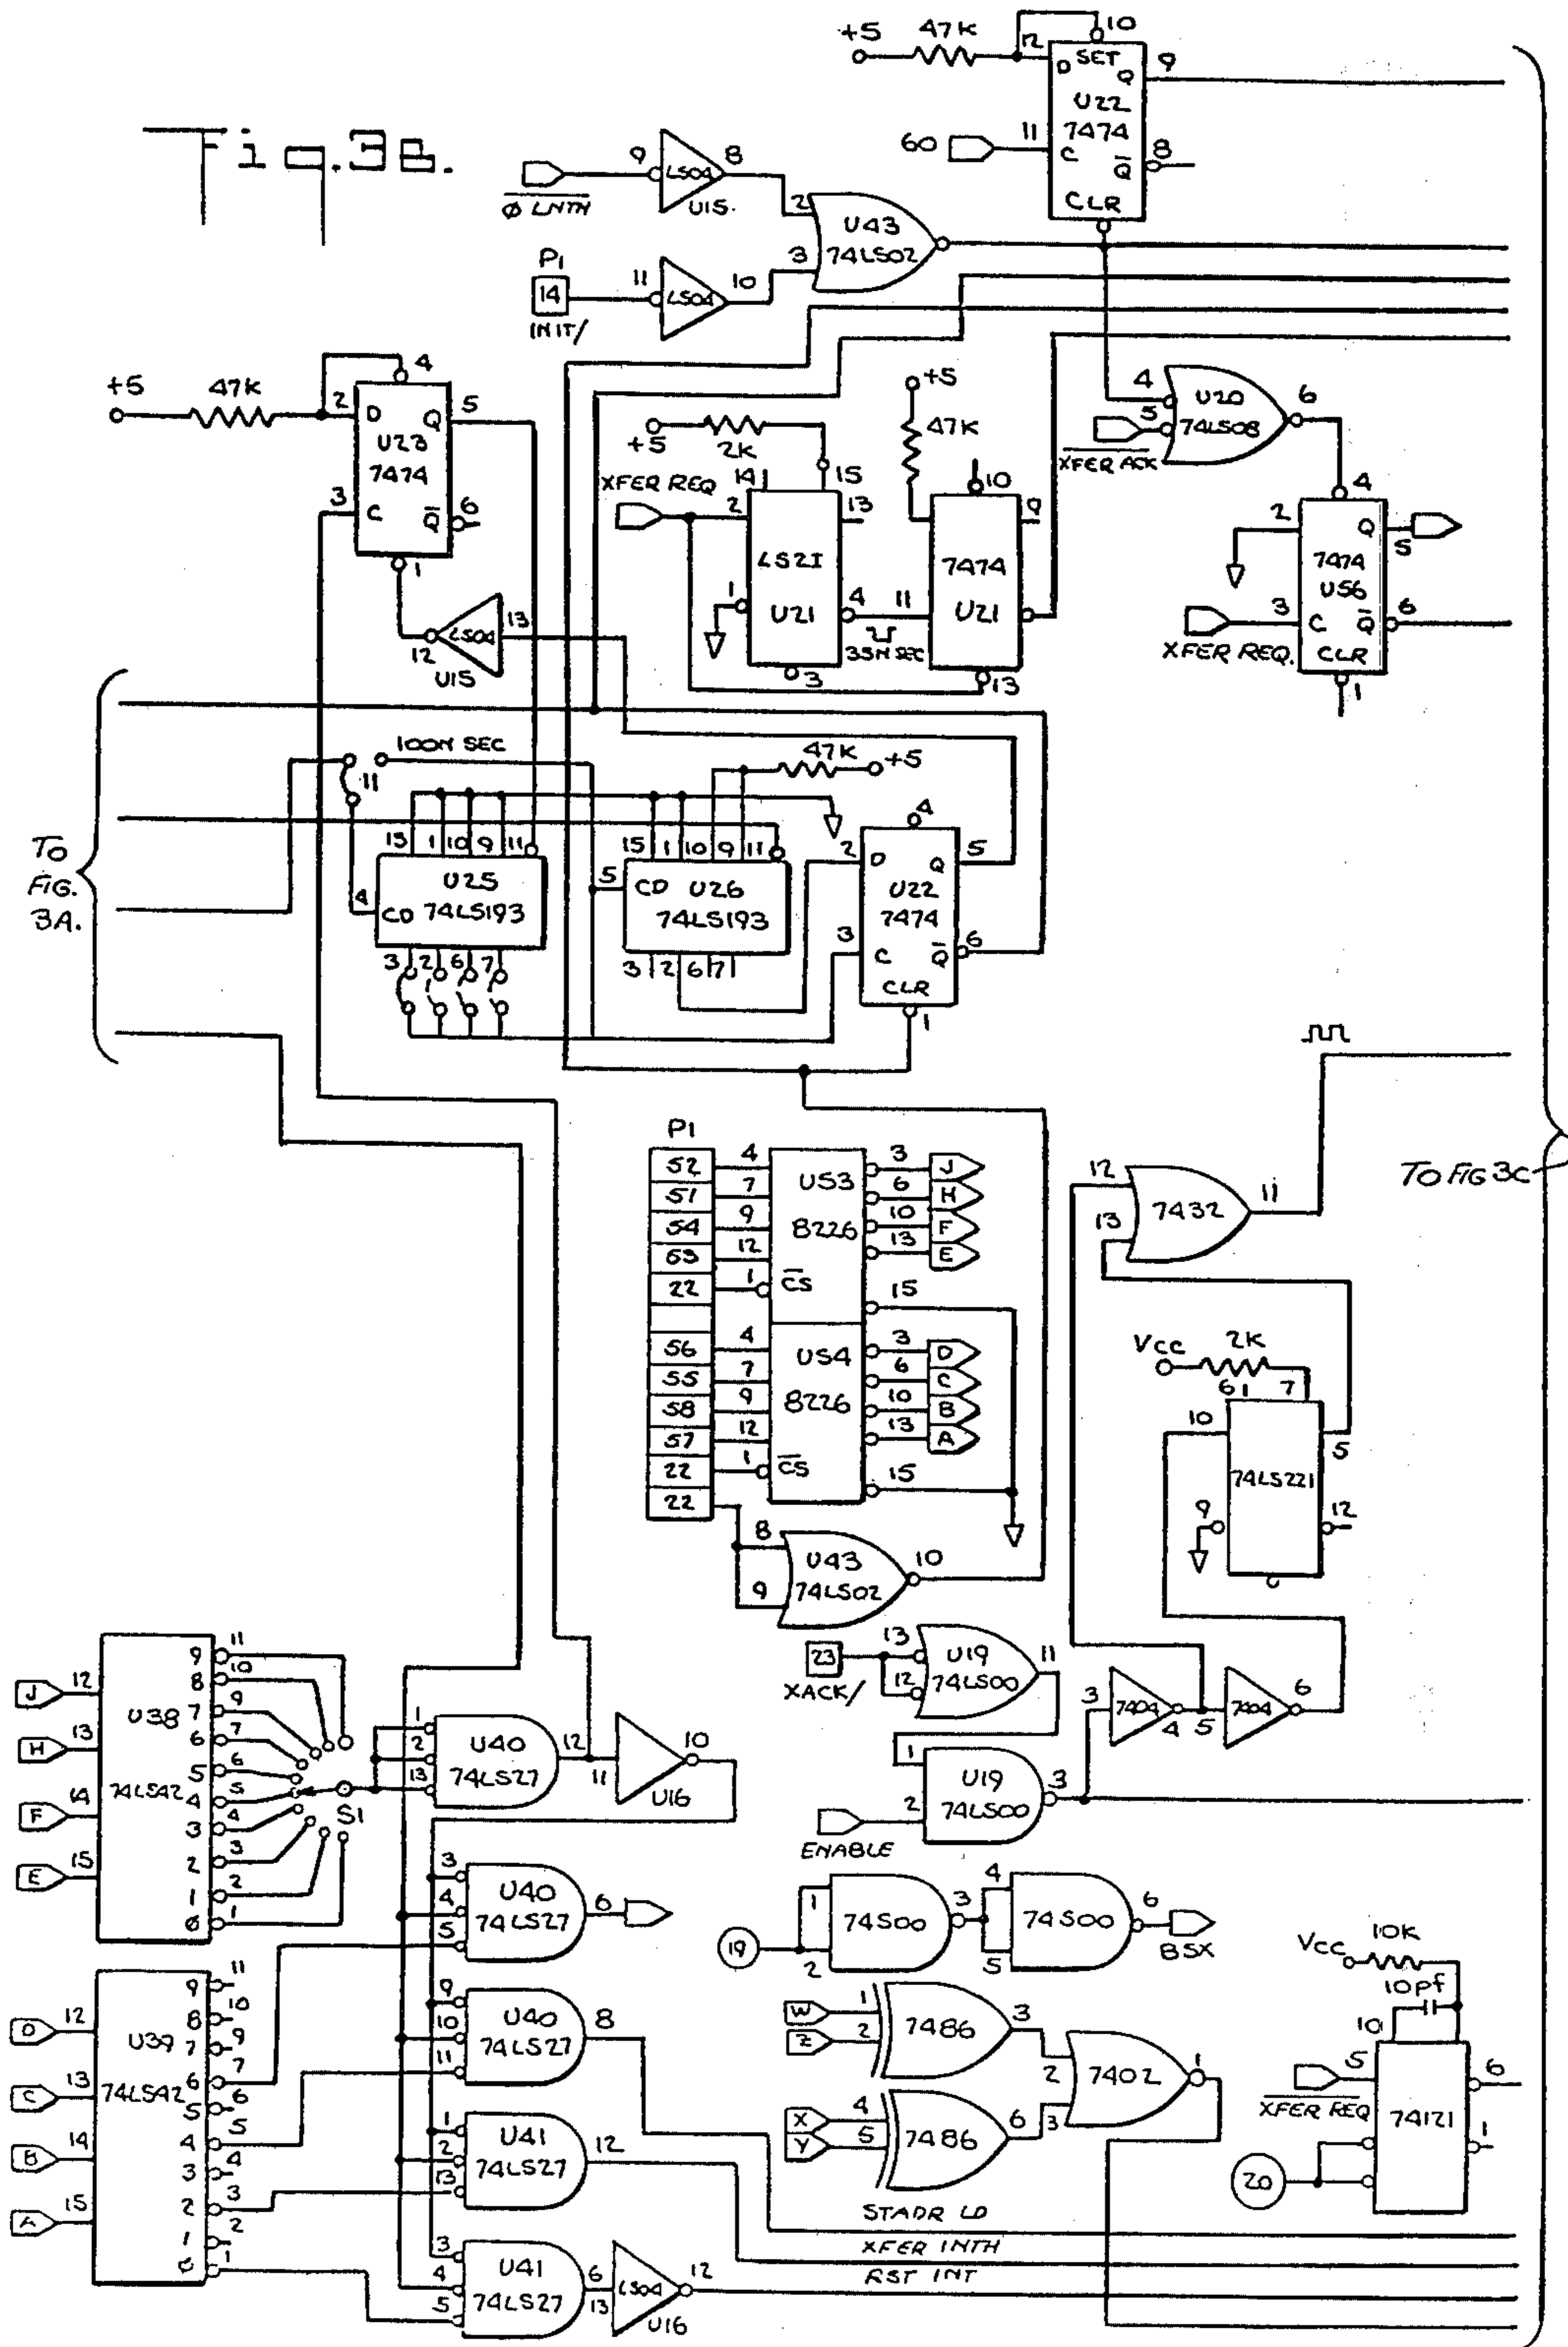 Fig. 3B.
+5 47K 12 10 SET D Q 9
U22
7474
60 11 C Q 8
CLR
Ø LNTH 9 LS04 8
U15.
2 U43
3 74LS02
P1
14 11 LS04 10
INIT/
+5 47K 2 D 4 Q 5
U23
7474
3 C Q 6
1
LS04 13
12
U15
+5 2K
XFER REQ 14 15
2 13
LS21
1 U21 4
3
35N SEC
+5
47K
10 9
7474
11 U21
13
4 U20 6
5 74LS08
XFER ACK
4
2 Q 5
7474
U56
3 C Q 6
XFER REQ. CLR
1
TO
FIG.
3A.
100N SEC
11
47K +5
15 1 10 9 11
U25
4 CD 74LS193
3 2 6 7
15 1 10 9 11
5 CD U26
74LS193
3 2 6 7
4
2 D Q 5
U22
7474
3 C Q 6
CLR
1
TO FIG 3C
P1
52 4 3 J
51 7 U53 6 H
54 9 8226 10 F
53 12 13 E
22 1 CS 15
56 4 3 D
55 7 U54 6 C
58 9 8226 10 B
57 12 13 A
22 1 CS 15
22
8 U43 10
9 74LS02
12 7432 11
13
VCC 2K
6 7
10 5
74LS221
9 12
23 13 U19 11
12 74LS00
XACK/
1 U19 3
2 74LS00
ENABLE
3 7404 4 5 7404 6
J 12 9 11
8 10
H 13 U38 7 9
6 7
5 6
F 14 74LS42 4 5
3 4
E 15 2 3
1 2
Ø 1
S1
1
2 U40 12
13 74LS27
11 10
U16
3 U40
4 74LS27 6
5
D 12 9 11
8 10
U39 7 9
C 13 74LS42 6 7
5 6
B 14 4 5
3 4
A 15 2 3
1 2
Ø 1
9 U40 8
10 74LS27
11
1 U41 12
2 74LS27
13
3 U41 6
4 74LS27
5
13 LS04 12
U16
19 1 74S00 3
2
4 74S00 6
5
BSX
W 1 7486 3
Z 2
X 4 7486 6
Y 5
2 7402 1
3
VCC 10K
10pf
10
5 6
XFER REQ
74121 1
20
STADR LD
XFER INTH
RST INT